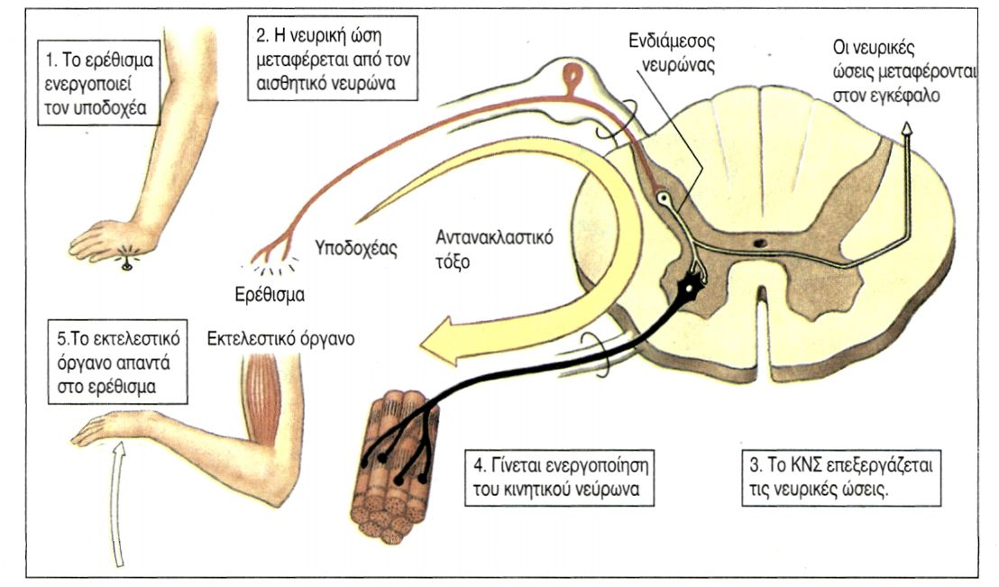 1. Το ερέθισμα
ενεργοποιεί
τον υποδοχέα
2. Η νευρική ώση
μεταφέρεται από τον
αισθητικό νευρώνα
Ενδιάμεσος
νευρώνας
Οι νευρικές
ώσεις μεταφέρονται
στον εγκέφαλο
Υποδοχέας
Αντανακλαστικό
τόξο
Ερέθισμα
5.Το εκτελεστικό
όργανο απαντά
στο ερέθισμα
Εκτελεστικό όργανο
4. Γίνεται ενεργοποίηση
του κινητικού νεύρωνα
3. Το ΚΝΣ επεξεργάζεται
τις νευρικές ώσεις.